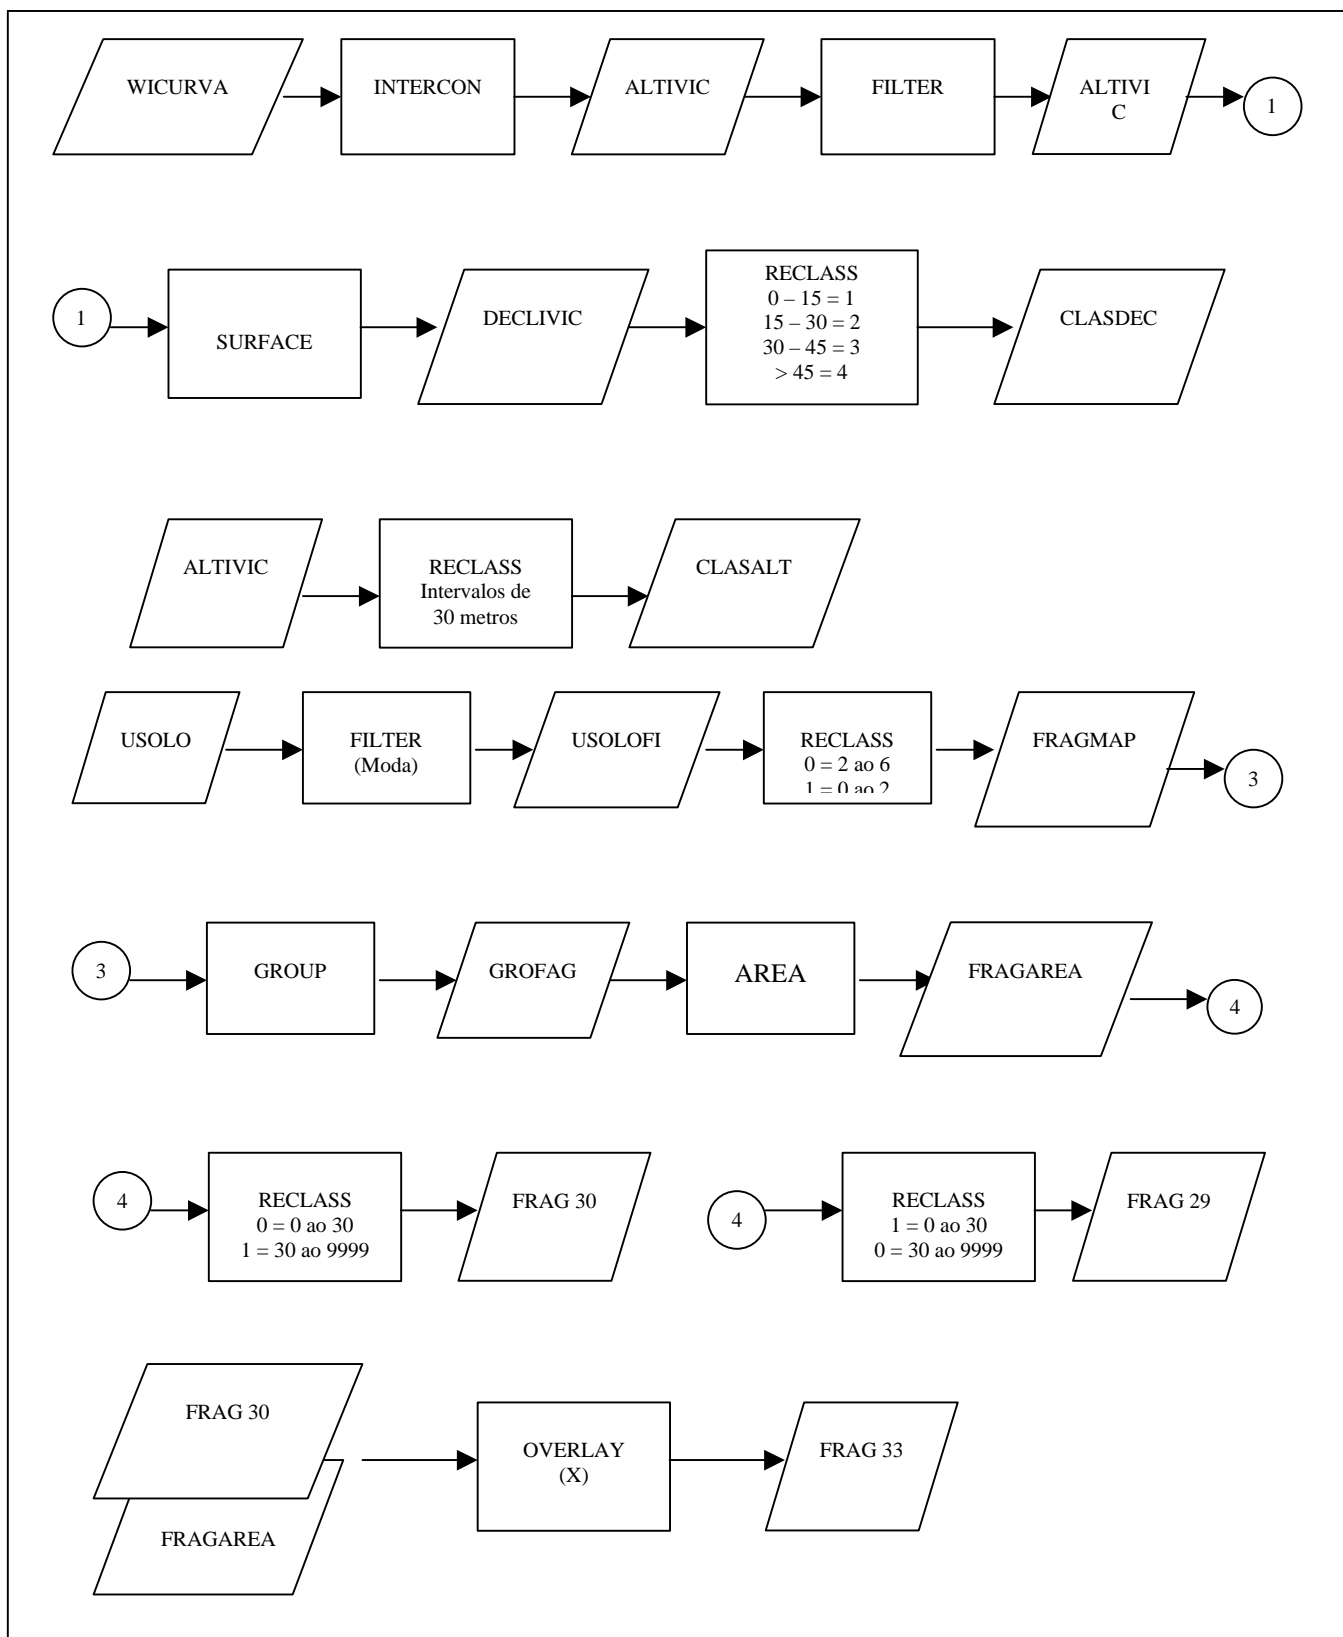 WICURVA
INTERCON
ALTIVIC
FILTER
ALTIVI
C
1
1
SURFACE
DECLIVIC
RECLASS
0 – 15 = 1
15 – 30 = 2
30 – 45 = 3
> 45 = 4
CLASDEC
ALTIVIC
RECLASS
Intervalos de
30 metros
CLASALT
USOLO
FILTER
(Moda)
USOLOFI
RECLASS
0 = 2 ao 6
1 = 0 ao 2
FRAGMAP
3
3
GROUP
GROFAG
AREA
FRAGAREA
4
4
RECLASS
0 = 0 ao 30
1 = 30 ao 9999
FRAG 30
4
RECLASS
1 = 0 ao 30
0 = 30 ao 9999
FRAG 29
FRAG 30
FRAGAREA
OVERLAY
(X)
FRAG 33